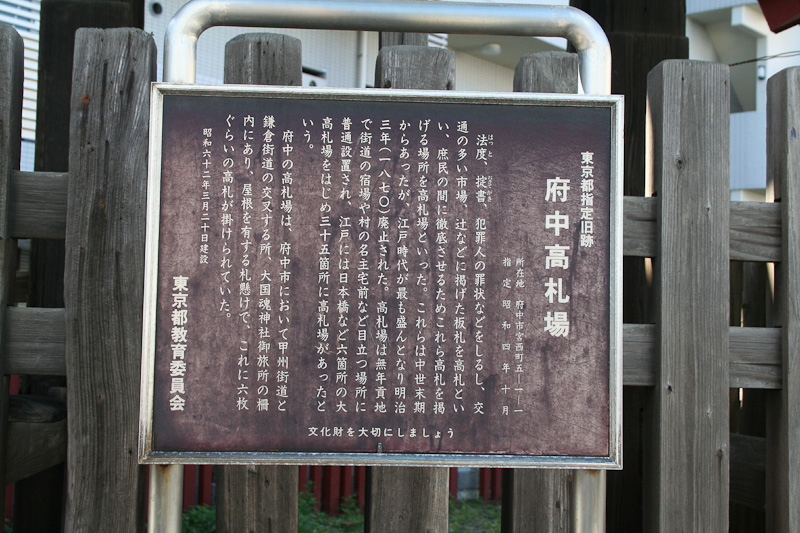 東京都指定旧跡
府中高札場
所在地 府中市宮西町五-一-一
指定 昭和四年十月
法度、掟書、犯罪人の罪状などをしるし、交
通の多い市場、辻などに掲げた板札を高札とい
い、庶民の間に徹底させるためこれら高札を掲
げる場所を高札場といった。これらは中世末期
からあったが、江戸時代が最も盛んとなり明治
三年(一八七〇)廃止された。高札場は無年貢地
で街道の宿場や村の名主宅前など目立つ場所に
普通設置され、江戸には日本橋など六箇所の大
高札場をはじめ三十五箇所に高札場があったと
いう。
府中の高札場は、府中市において甲州街道と
鎌倉街道の交叉する所、大国魂神社御旅所の柵
内にあり、屋根を有する札懸けで、これに六枚
ぐらいの高札が掛けられていた。
昭和六十二年三月二十日建設
東京都教育委員会
文化財を大切にしましょう